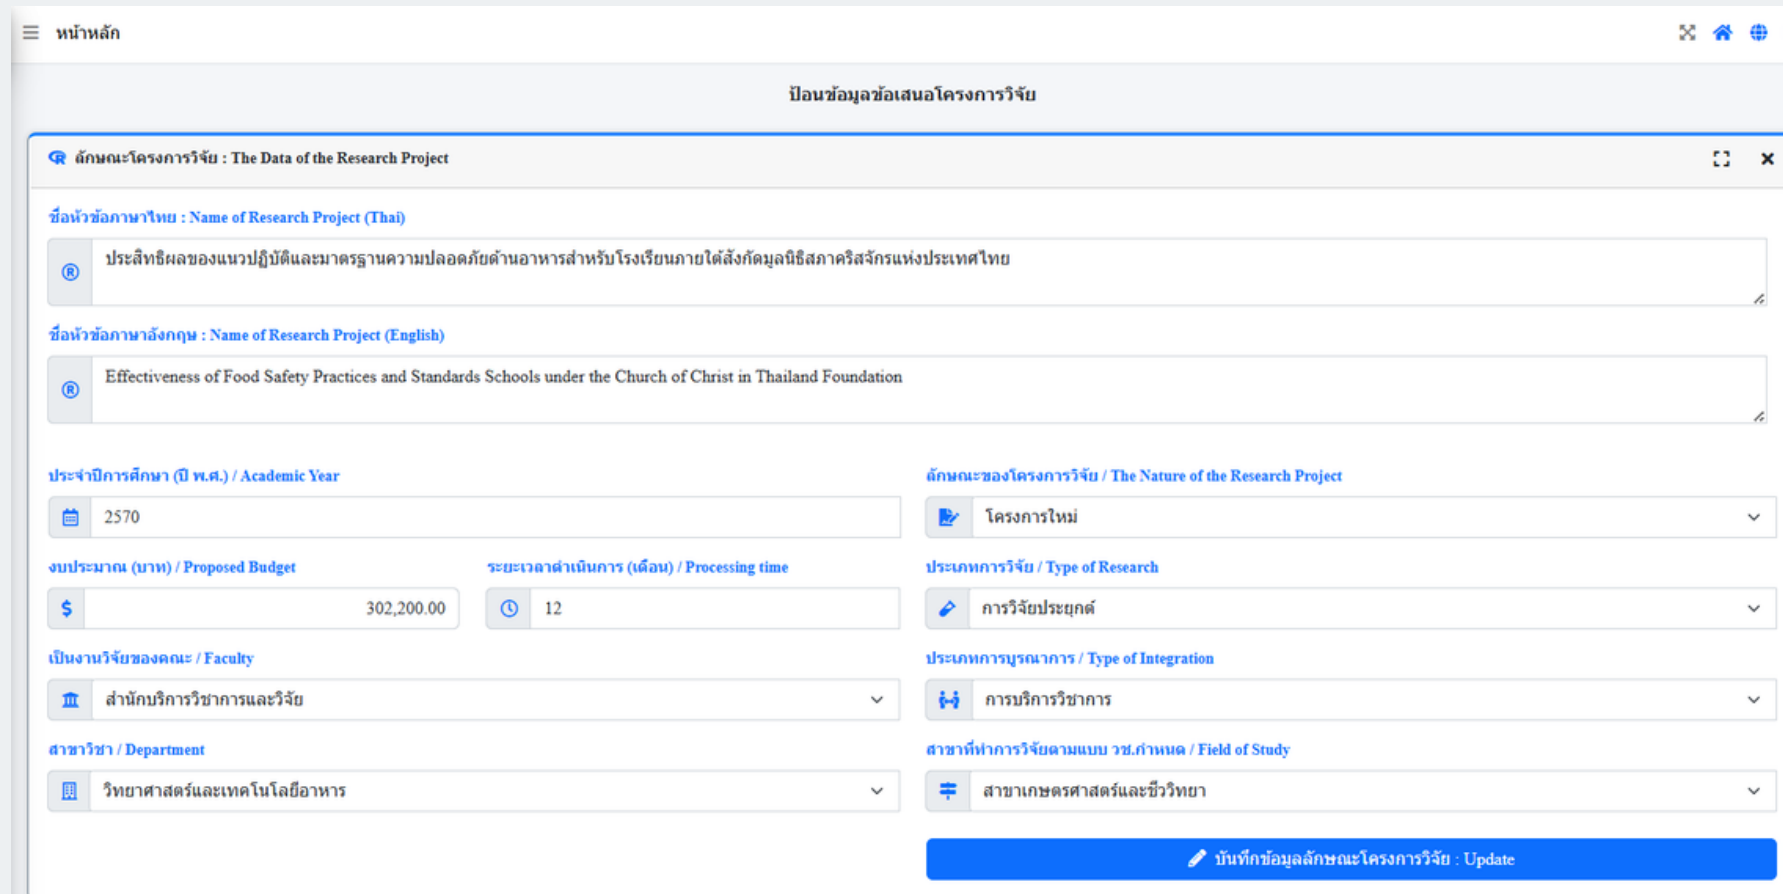 หน้าหลัก
ป้อนข้อมูลข้อเสนอโครงการวิจัย
ลักษณะโครงการวิจัย : The Data of the Research Project
ชื่อหัวข้อภาษาไทย : Name of Research Project (Thai)
ประสิทธิผลของแนวปฏิบัติและมาตรฐานความปลอดภัยด้านอาหารสำหรับโรงเรียนภายใต้สังกัดมูลนิธิสภาคริสจักรแห่งประเทศไทย
ชื่อหัวข้อภาษาอังกฤษ : Name of Research Project (English)
Effectiveness of Food Safety Practices and Standards Schools under the Church of Christ in Thailand Foundation
ประจำปีการศึกษา (ปี พ.ศ.) / Academic Year
2570
ลักษณะของโครงการวิจัย / The Nature of the Research Project
โครงการใหม่
งบประมาณ (บาท) / Proposed Budget
302,200.00
ระยะเวลาดำเนินการ (เดือน) / Processing time
12
ประเภทการวิจัย / Type of Research
การวิจัยประยุกต์
เป็นงานวิจัยของคณะ / Faculty
สำนักบริการวิชาการและวิจัย
ประเภทการบูรณาการ / Type of Integration
การบริการวิชาการ
สาขาวิชา / Department
วิทยาศาสตร์และเทคโนโลยีอาหาร
สาขาที่ทำการวิจัยตามแบบ วช.กำหนด / Field of Study
สาขาเกษตรศาสตร์และชีววิทยา
บันทึกข้อมูลลักษณะโครงการวิจัย : Update